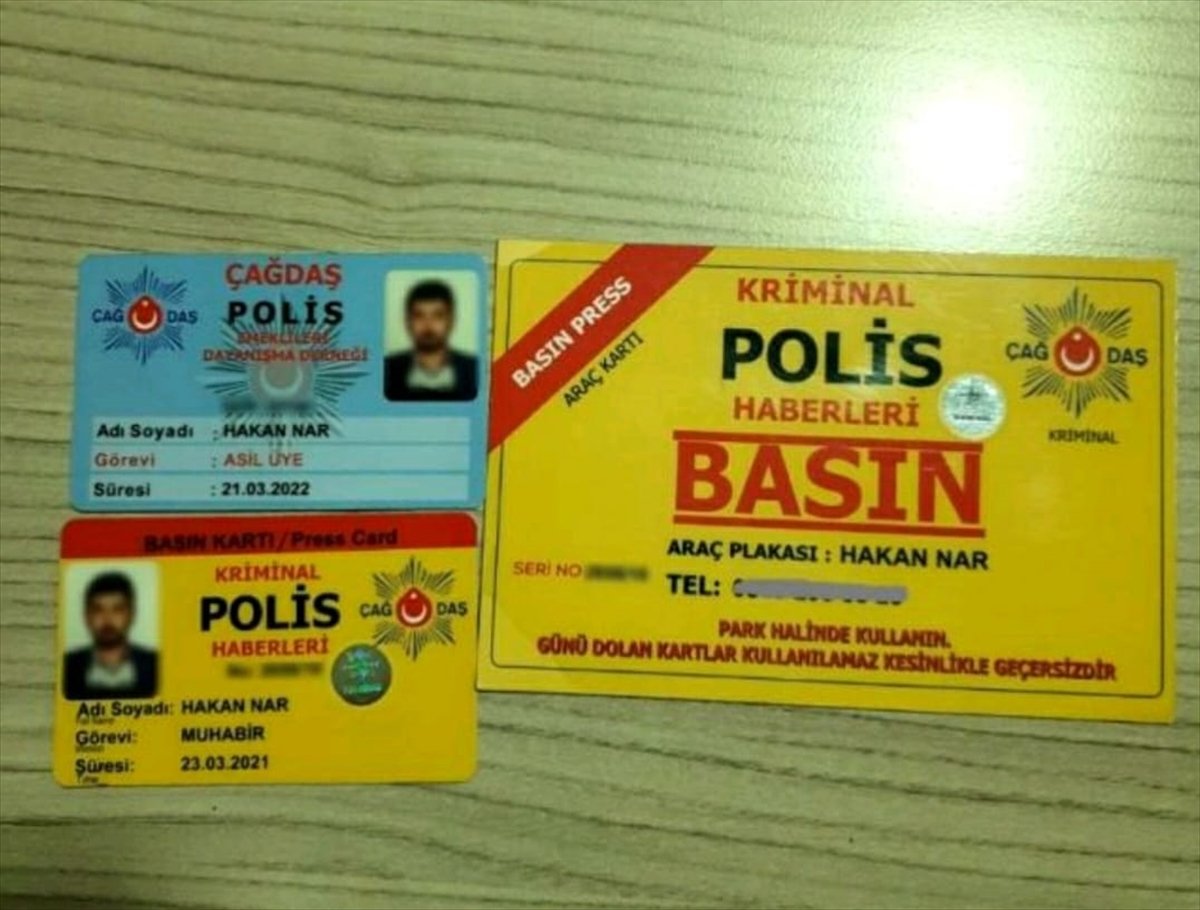 ÇAĞ DAŞ
ÇAĞDAŞ
POLİS
EMEKLİLERİ
DAYANIŞMA DERNEĞİ
Adı Soyadı : HAKAN NAR
Görevi : ASİL ÜYE
Süresi : 21.03.2022
BASIN KARTI / Press Card
KRİMİNAL
POLİS
HABERLERİ
ÇAĞ DAŞ
No
Adı Soyadı: HAKAN NAR
Görevi: MUHABİR
Süresi: 23.03.2021
BASIN PRESS
ARAÇ KARTI
KRİMİNAL
POLİS
HABERLERİ
BASIN
ÇAĞ DAŞ
KRİMİNAL
ARAÇ PLAKASI : HAKAN NAR
SERİ NO
TEL:
PARK HALİNDE KULLANIN.
GÜNÜ DOLAN KARTLAR KULLANILAMAZ KESİNLİKLE GEÇERSİZDİR